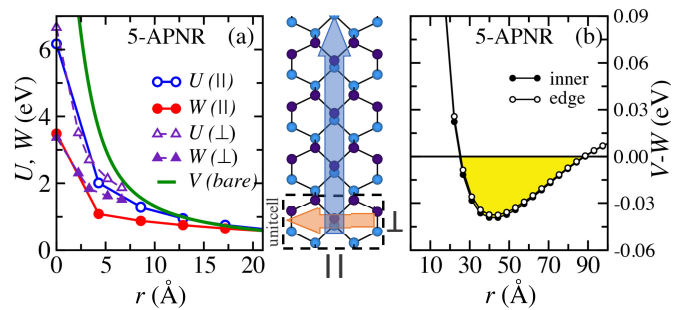 5-APNR (a)
U (||)
W (||)
U (⊥)
W (⊥)
V (bare)
U, W (eV)
6
4
2
0
0 5 10 15 20
r (Å)
unitcell
⊥
||
5-APNR (b)
inner
edge
0.09
0.06
0.03
0.00
-0.03
-0.06
V-W (eV)
10 30 50 70 90
r (Å)